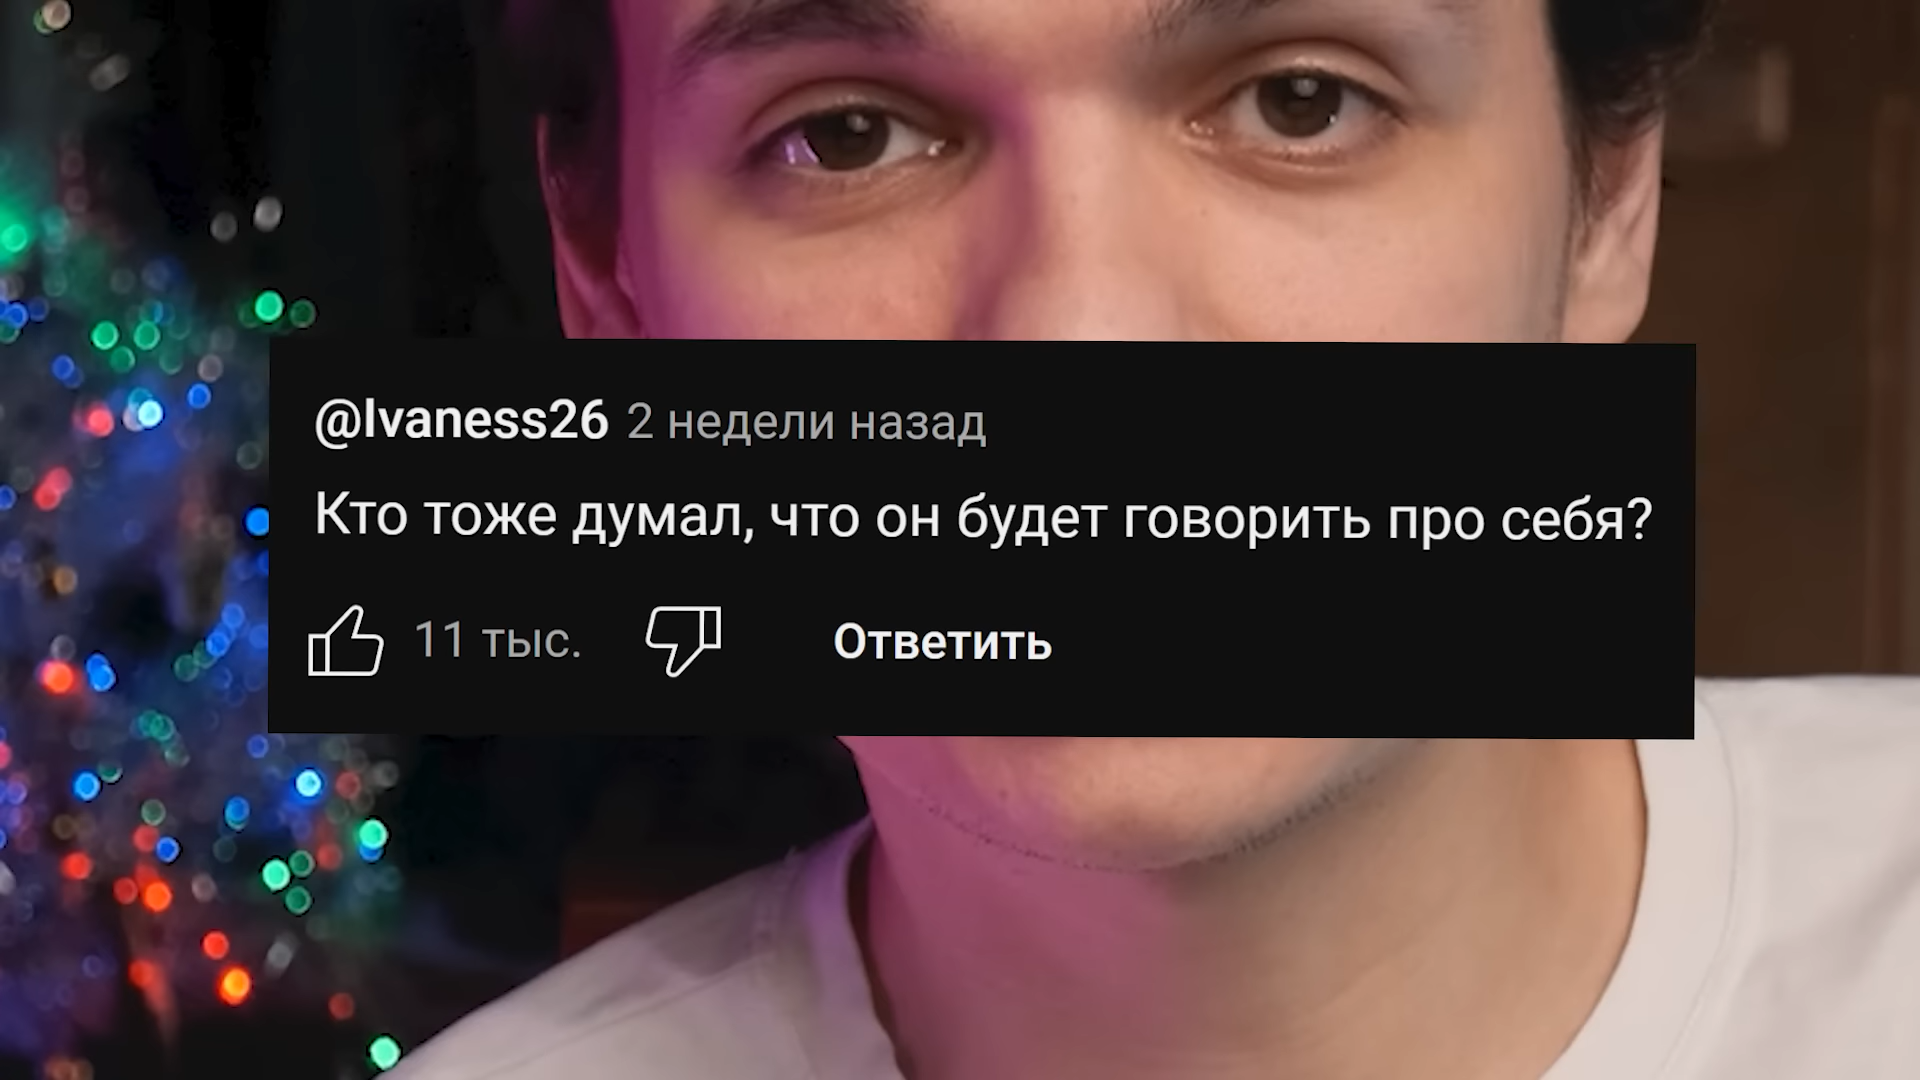 @Ivaness26 2 недели назад
Кто тоже думал, что он будет говорить про себя?
11 тыс. Ответить